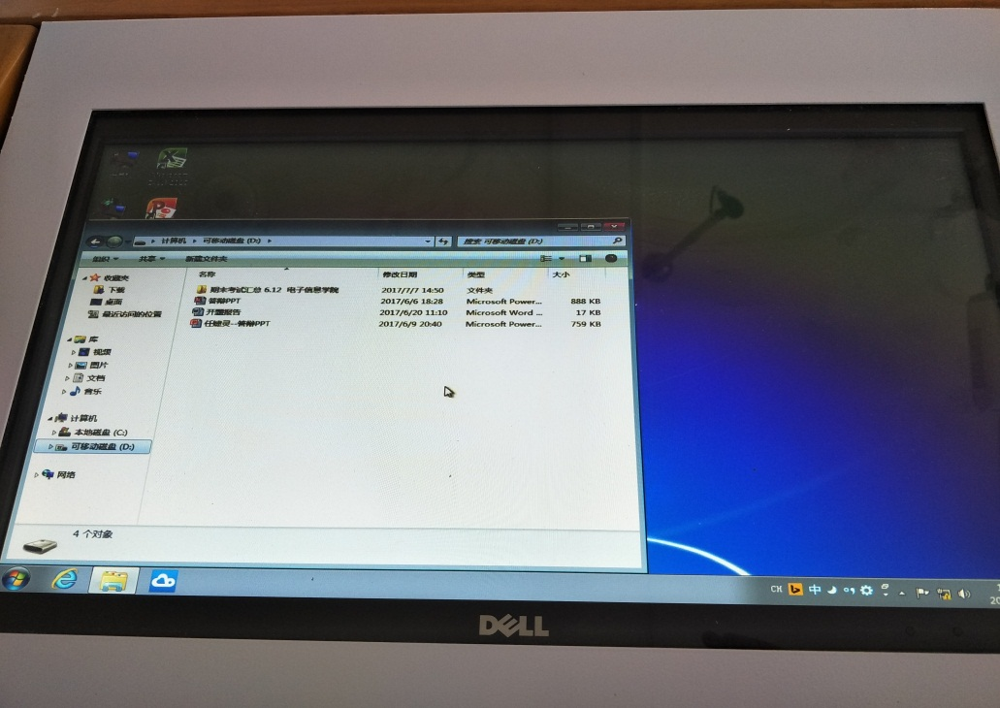 计算机 ▸ 可移动磁盘 (D:) ▸ 搜索 可移动磁盘 (D:)
组织 共享 新建文件夹
收藏夹
下载
桌面
最近访问的位置
库
视频
图片
文档
音乐
计算机
本地磁盘 (C:)
可移动磁盘 (D:)
网络
名称 修改日期 类型 大小
期末考试汇总 6.12 电子信息学院 2017/7/7 14:50 文件夹
答辩PPT 2017/6/6 18:28 Microsoft Power... 888 KB
开题报告 2017/6/20 11:10 Microsoft Word ... 17 KB
灵--答辩PPT 2017/6/9 20:40 Microsoft Power... 759 KB
4 个对象
CH 中
DELL